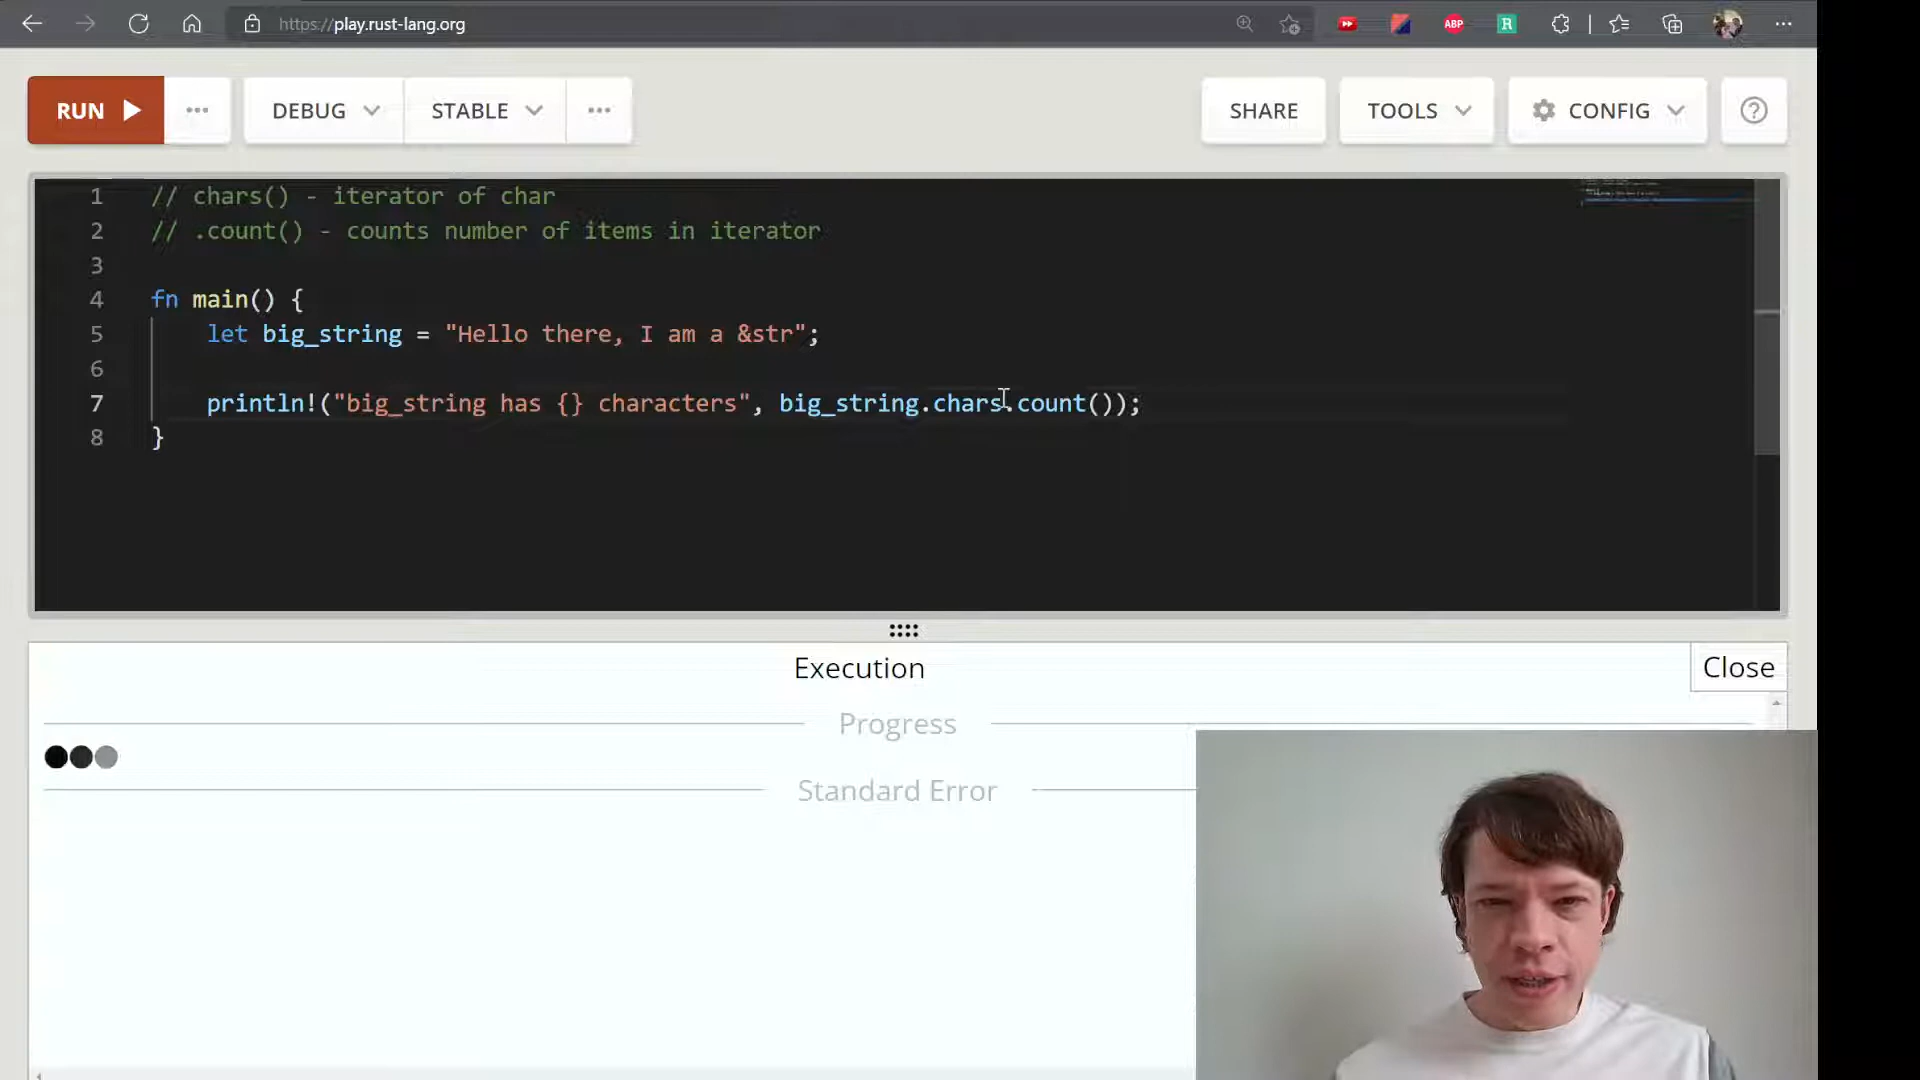 https://play.rust-lang.org
ABP
R
RUN
DEBUG
STABLE
SHARE
TOOLS
CONFIG
1 // chars() - iterator of char
2 // .count() - counts number of items in iterator
3
4 fn main() {
5 let big_string = "Hello there, I am a &str";
6
7 println!("big_string has {} characters", big_string.chars.count());
8 }
Execution
Close
Progress
Standard Error